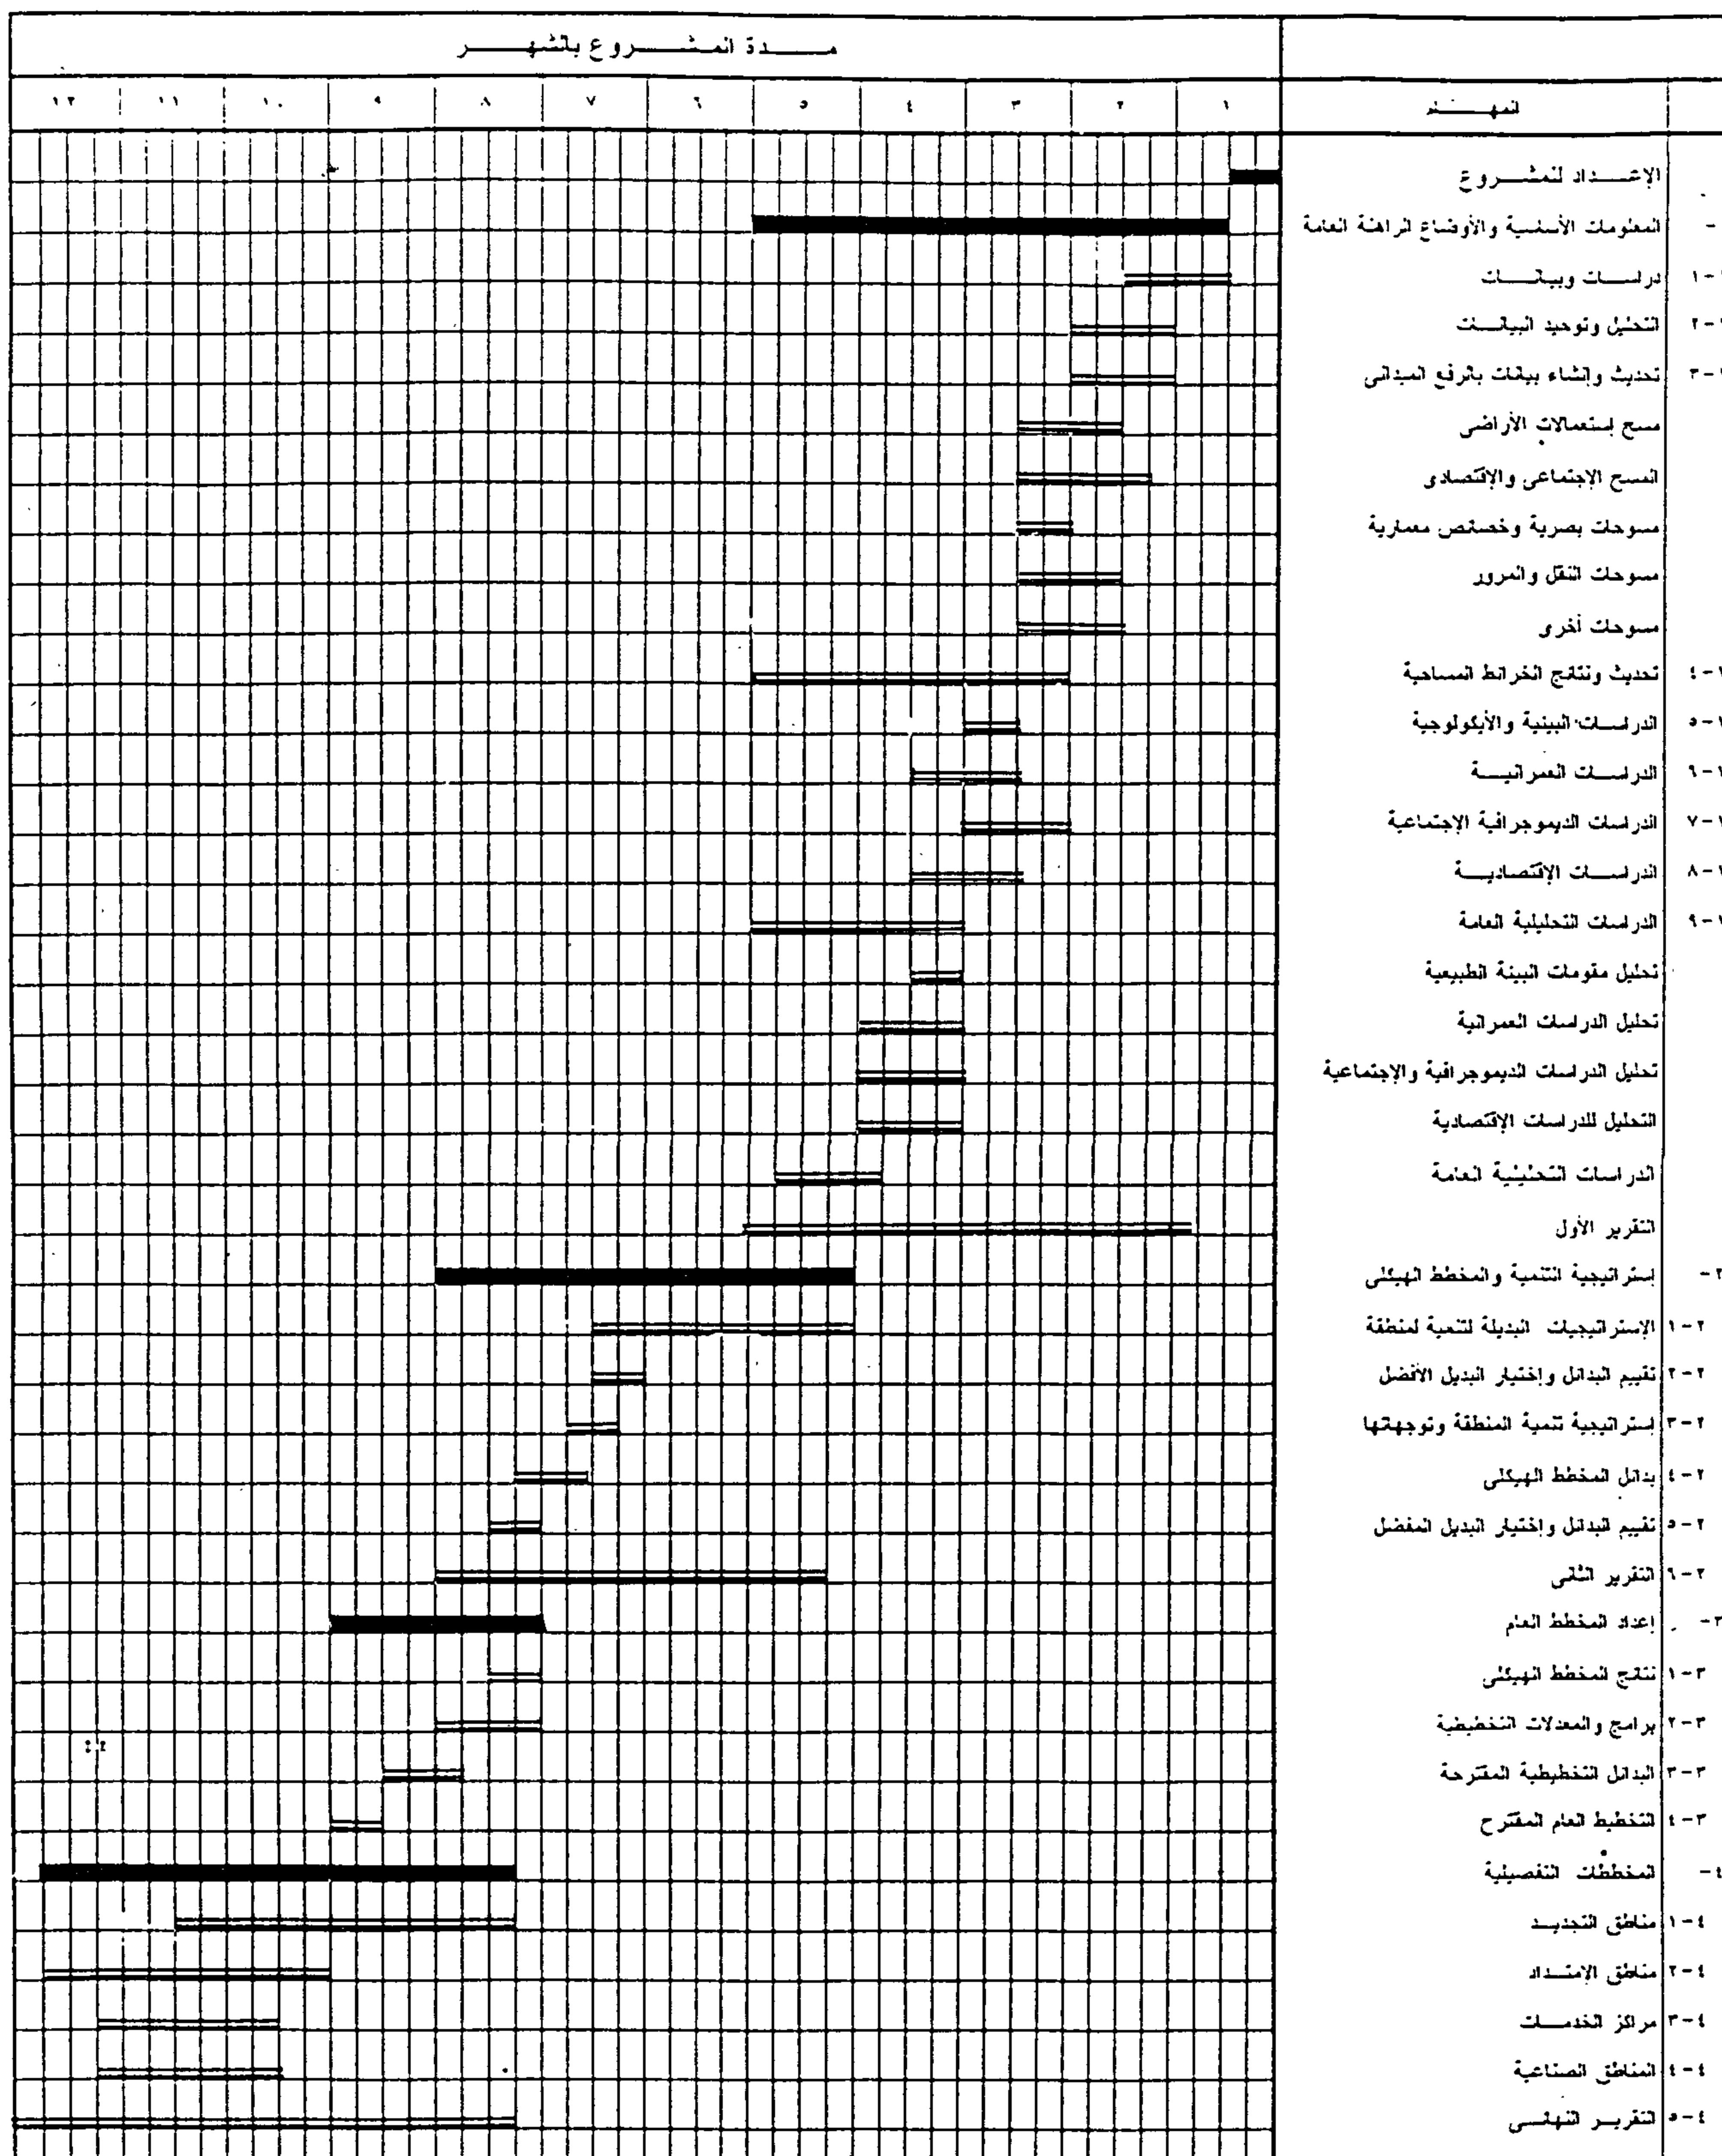 مـــدة المشـــروع بالشهـــر
المهـــام
١ ٢ ٣ ٤ ٥ ٦ ٧ ٨ ٩ ١٠ ١١ ١٢
الإعـــداد للمشـــروع
- المعلومات الأساسية والأوضاع الراهنة العامة
١-١ دراســـات وبيانـــات
١-٢ التحليل وتوحيد البيانـــات
١-٣ تحديث وإنشاء بيانات بالرفع الميدانى
مسح إستعمالات الأراضى
المسح الإجتماعى والإقتصادى
مسوحات بصرية وخصائص معمارية
مسوحات النقل والمرور
مسوحات أخرى
١-٤ تحديث ونتائج الخرائط المساحية
١-٥ الدراســـات البيئية والأيكولوجية
١-٦ الدراســـات العمرانيـــة
١-٧ الدراسات الديموجرافية الإجتماعية
١-٨ الدراســـات الإقتصاديـــة
١-٩ الدراسات التحليلية العامة
تحليل مقومات البيئة الطبيعية
تحليل الدراسات العمرانية
تحليل الدراسات الديموجرافية والإجتماعية
التحليل للدراسات الإقتصادية
الدراسات التحليلية العامة
التقرير الأول
٢- إستراتيجية التنمية والمخطط الهيكلى
٢-١ الإستراتيجيات البديلة لتنمية لمنطقة
٢-٢ تقييم البدائل وإختيار البديل الأفضل
٢-٣ إستراتيجية تنمية المنطقة وتوجهاتها
٢-٤ بدائل المخطط الهيكلى
٢-٥ تقييم البدائل وإختيار البديل المفضل
٢-٦ التقرير الثانى
٣- إعداد المخطط العام
٣-١ نتائج المخطط الهيكلى
٣-٢ برامج والمعدلات التخطيطية
٣-٣ البدائل التخطيطية المقترحة
٣-٤ التخطيط العام المقترح
٤- المخططات التفصيلية
٤-١ مناطق التجديـــد
٤-٢ مناطق الإمتـــداد
٤-٣ مراكز الخدمـــات
٤-٤ المناطق الصناعية
٤-٥ التقريـــر النهائـــى